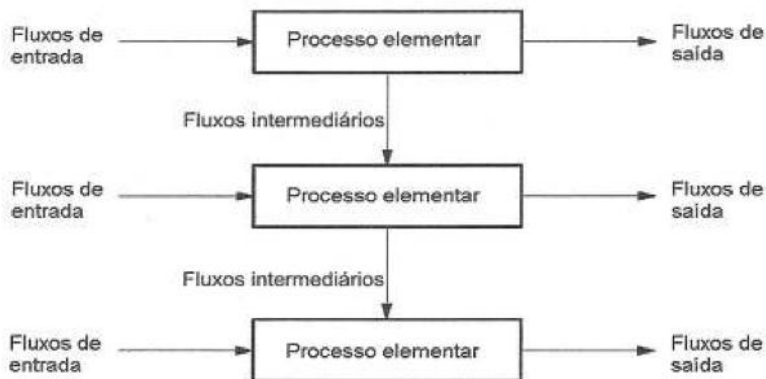 Fluxos de
entrada
Processo elementar
Fluxos de
saída
Fluxos intermediários
Fluxos de
entrada
Processo elementar
Fluxos de
saída
Fluxos intermediários
Fluxos de
entrada
Processo elementar
Fluxos de
saída